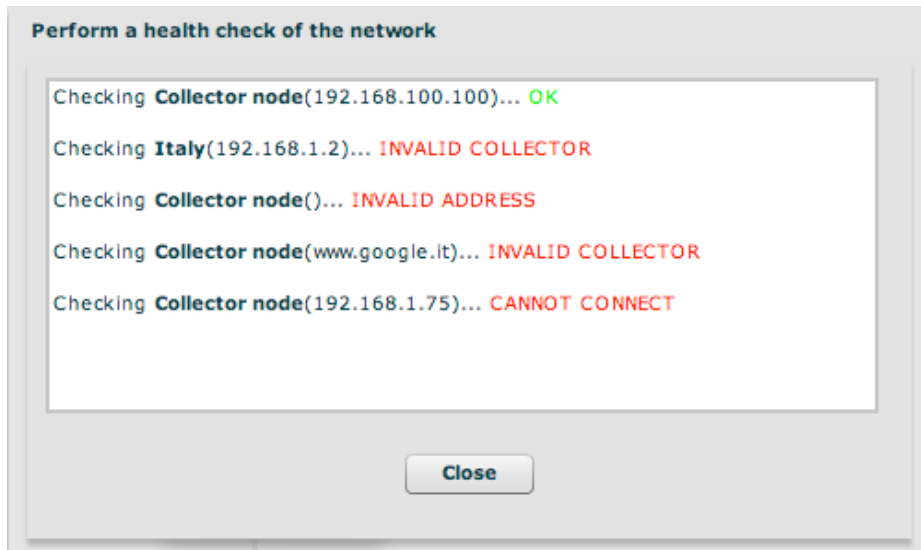 Perform a health check of the network
Checking Collector node(192.168.100.100)... OK
Checking Italy(192.168.1.2)... INVALID COLLECTOR
Checking Collector node()... INVALID ADDRESS
Checking Collector node(www.google.it)... INVALID COLLECTOR
Checking Collector node(192.168.1.75)... CANNOT CONNECT
Close